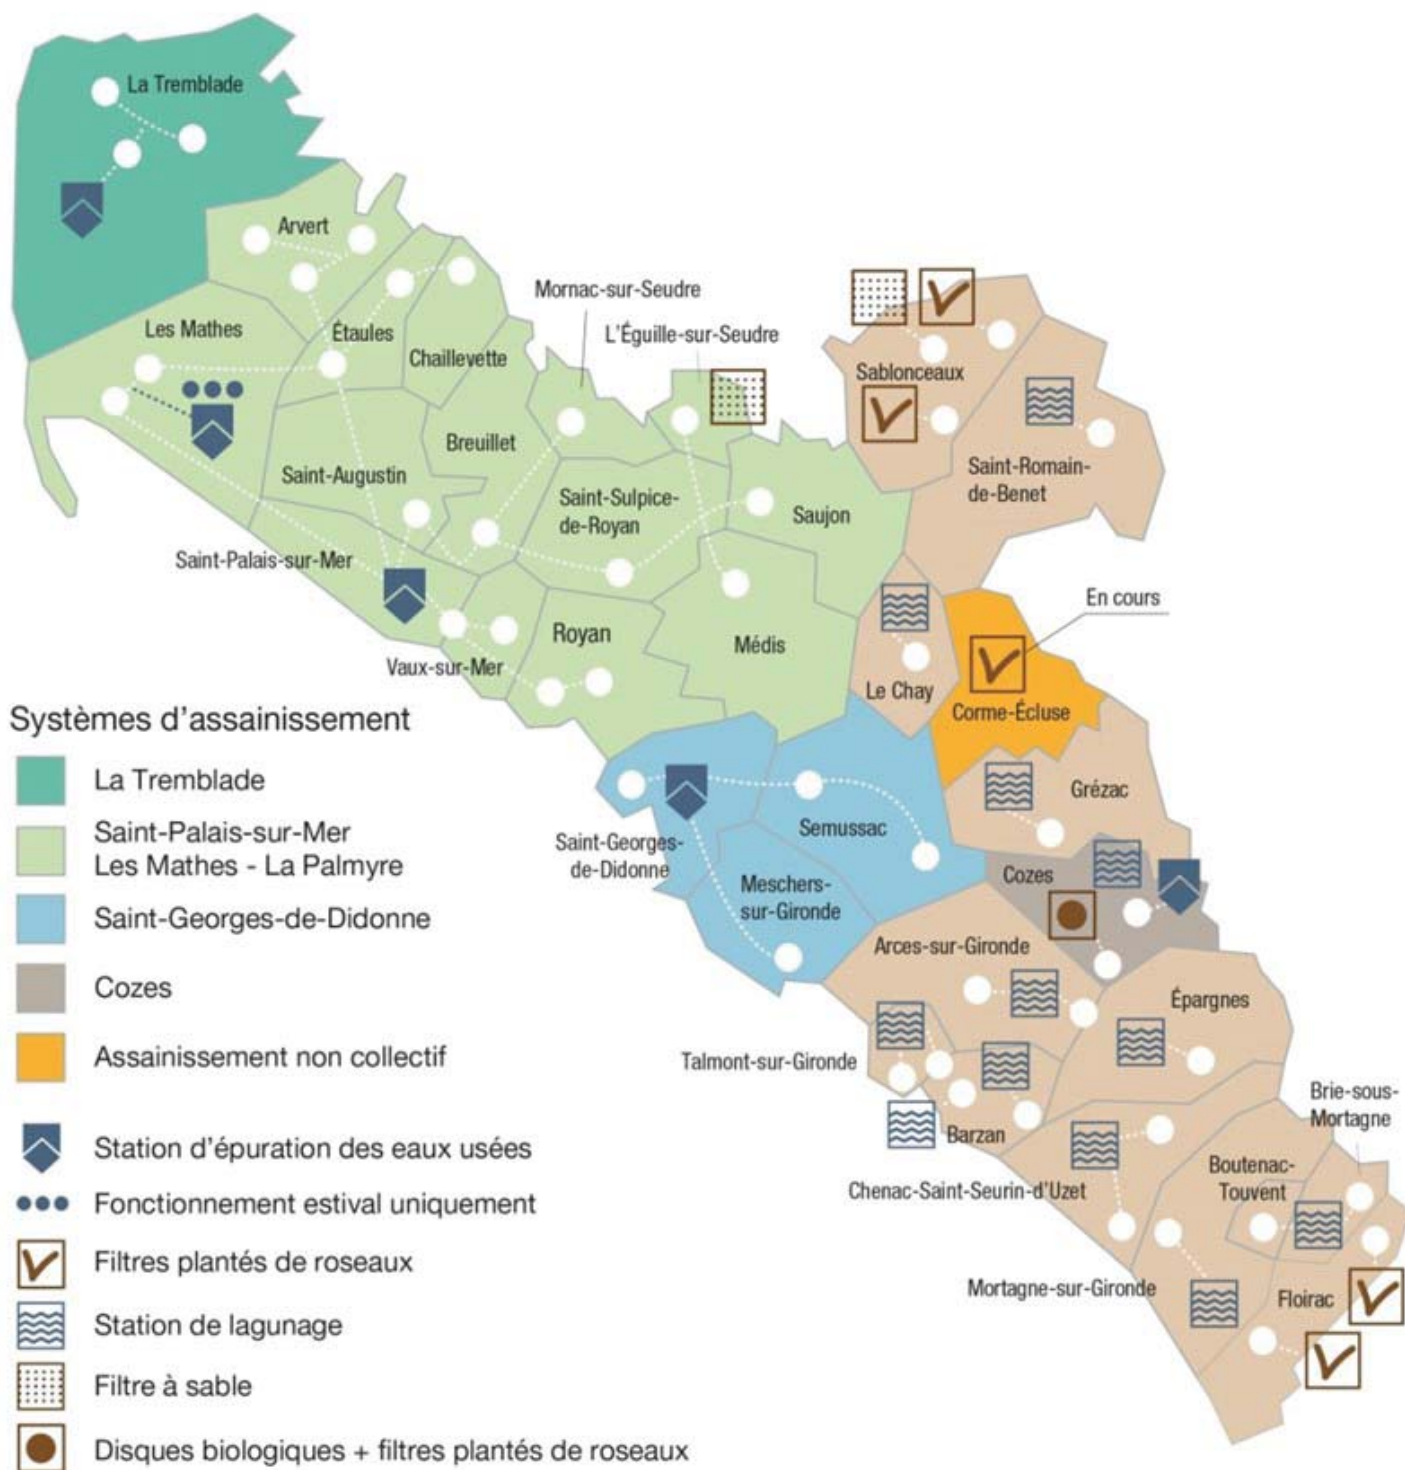 La Tremblade
Arvert
Les Mathes
Étaules
Chaillevette
Mornac-sur-Seudre
L'Éguille-sur-Seudre
Breuillet
Saint-Augustin
Saint-Sulpice-
de-Royan
Saujon
Sablonceaux
Saint-Romain-
de-Benet
Saint-Palais-sur-Mer
Vaux-sur-Mer
Royan
Médis
Le Chay
En cours
Corme-Écluse
Grézac
Saint-Georges-
de-Didonne
Semussac
Meschers-
sur-Gironde
Cozes
Arces-sur-Gironde
Épargnes
Talmont-sur-Gironde
Barzan
Brie-sous-
Mortagne
Boutenac-
Touvent
Chenac-Saint-Seurin-d'Uzet
Mortagne-sur-Gironde
Floirac
Systèmes d'assainissement
La Tremblade
Saint-Palais-sur-Mer
Les Mathes - La Palmyre
Saint-Georges-de-Didonne
Cozes
Assainissement non collectif
Station d'épuration des eaux usées
Fonctionnement estival uniquement
Filtres plantés de roseaux
Station de lagunage
Filtre à sable
Disques biologiques + filtres plantés de roseaux